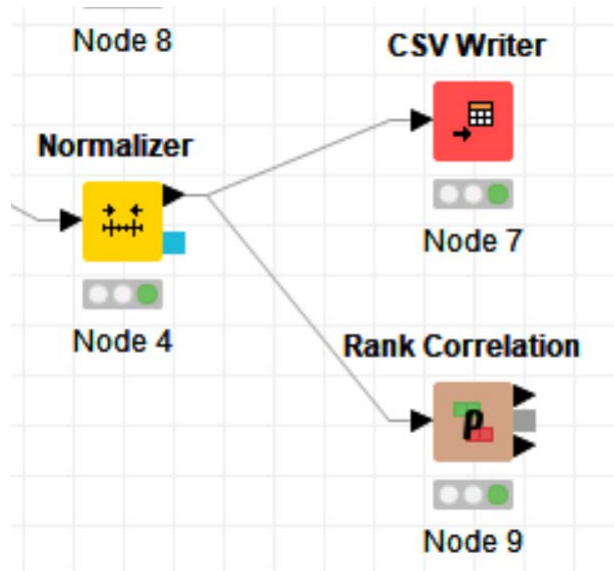 Node 8
CSV Writer
Node 7
Normalizer
Node 4
Rank Correlation
p
Node 9